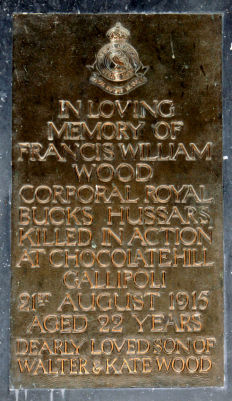 IN LOVING
MEMORY OF
FRANCIS WILLIAM
WOOD
CORPORAL ROYAL
BUCKS HUSSARS
KILLED IN ACTION
AT CHOCOLATE HILL
GALLIPOLI
21ST AUGUST 1915
AGED 22 YEARS
DEARLY LOVED SON OF
WALTER & KATE WOOD